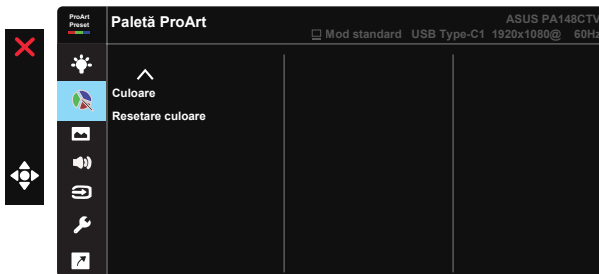 ProArt
Preset
Paletă ProArt
ASUS PA148CTV
Mod standard USB Type-C1 1920x1080@ 60Hz
Culoare
Resetare culoare